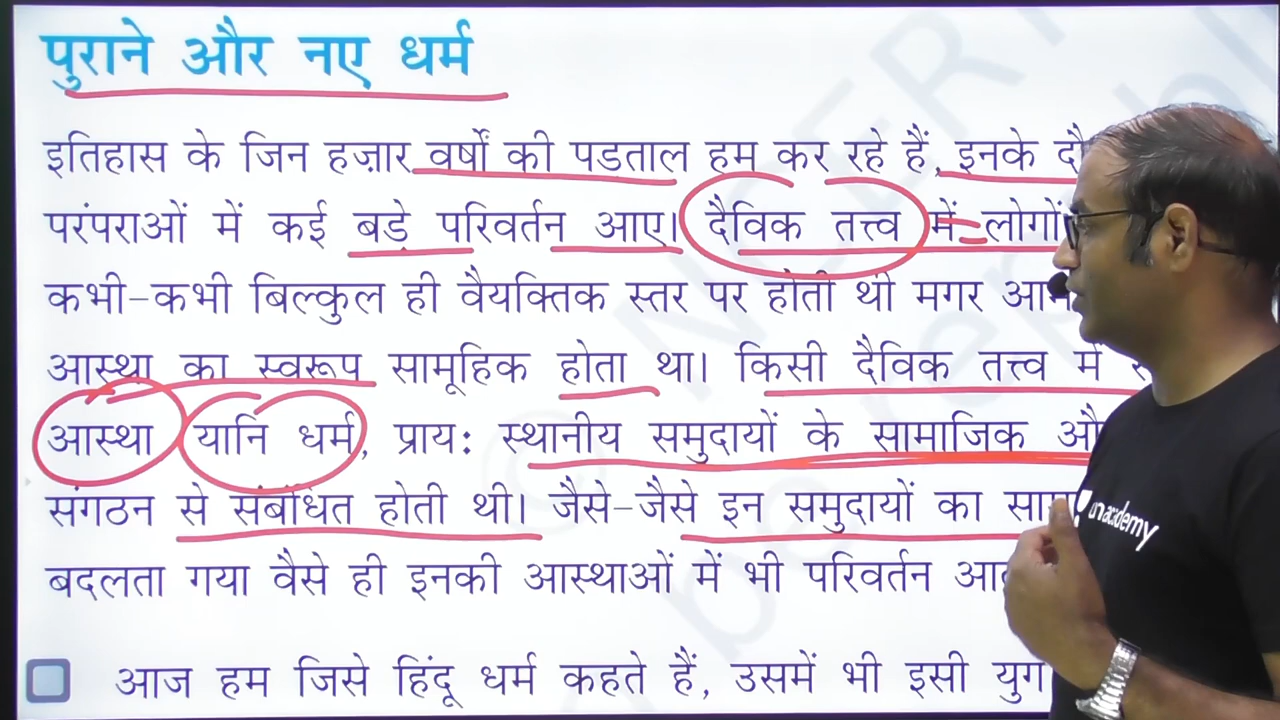 पुराने और नए धर्म
इतिहास के जिन हज़ार वर्षों की पडताल हम कर रहे हैं, इनके
परंपराओं में कई बड़े परिवर्तन आए। दैविक तत्त्व में लोगों
कभी-कभी बिल्कुल ही वैयक्तिक स्तर पर होती थी मगर
आस्था का स्वरूप सामूहिक होता था। किसी दैविक तत्त्व में
आस्था यानि धर्म, प्रायः स्थानीय समुदायों के सामाजिक
संगठन से संबंधित होती थी। जैसे-जैसे इन समुदायों का
बदलता गया वैसे ही इनकी आस्थाओं में भी परिवर्तन
आज हम जिसे हिंदू धर्म कहते हैं, उसमें भी इसी युग
unacademy